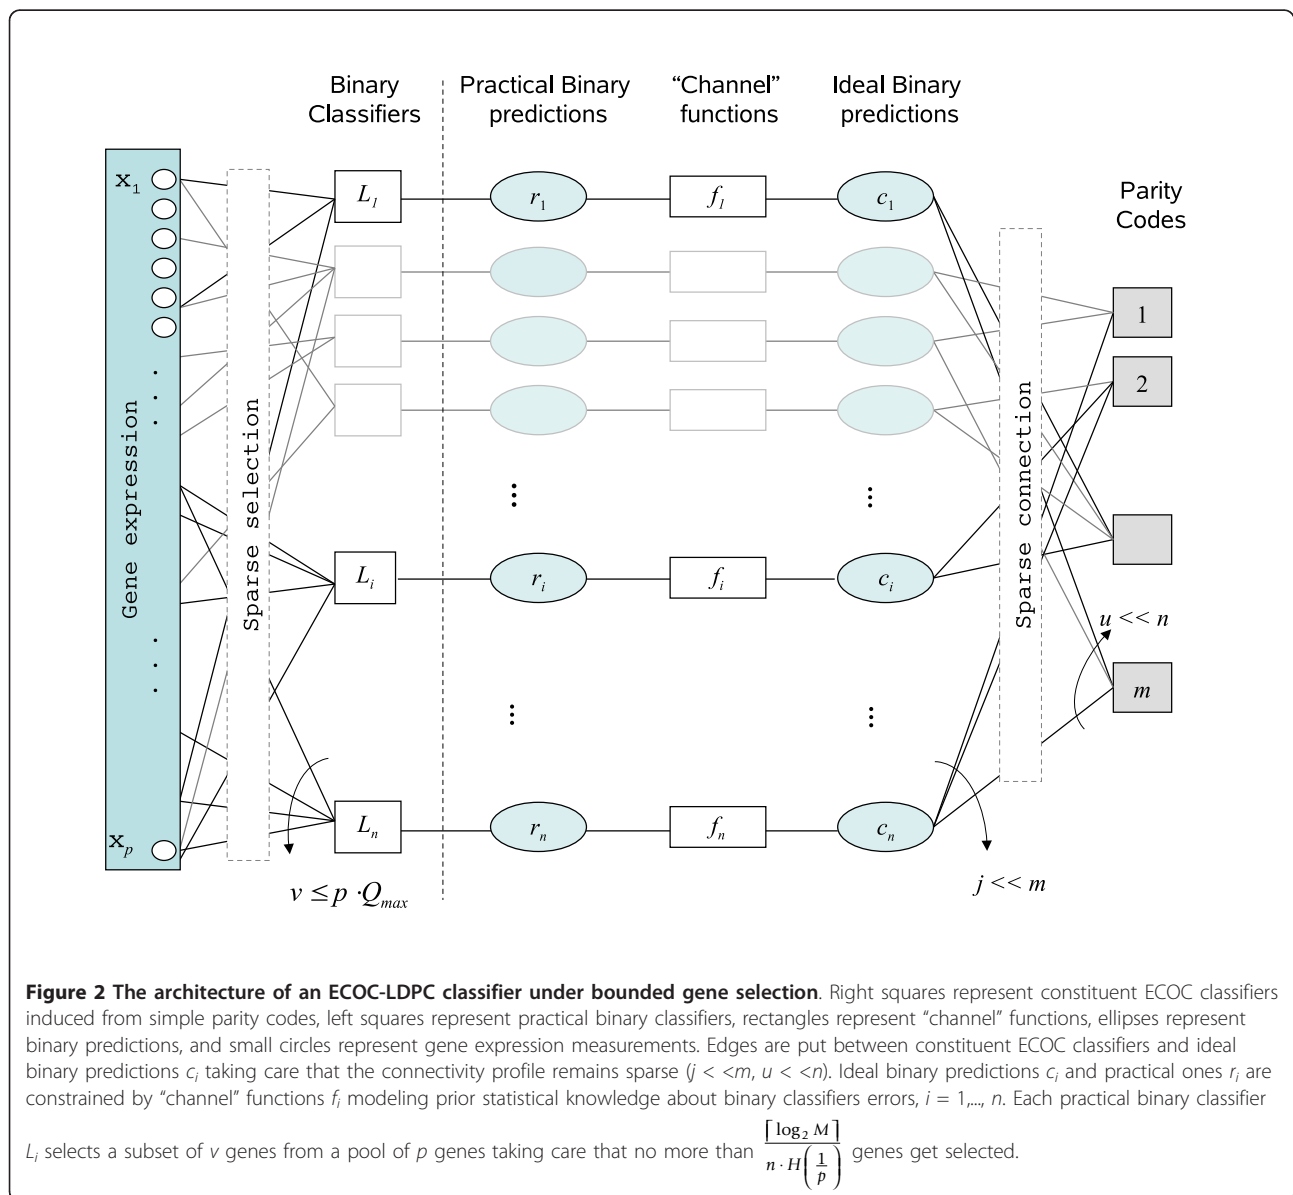 Binary
Classifiers
Practical Binary
predictions
“Channel”
functions
Ideal Binary
predictions
Parity
Codes
x1
Gene expression
xp
Sparse selection
L1
r1
f1
c1
Li
ri
fi
ci
Ln
rn
fn
cn
. . .
. . .
⋮
⋮
⋮
⋮
Sparse connection
1
2
m
u << n
j << m
v ≤ p · Qmax
Figure 2 The architecture of an ECOC-LDPC classifier under bounded gene selection. Right squares represent constituent ECOC classifiers
induced from simple parity codes, left squares represent practical binary classifiers, rectangles represent “channel” functions, ellipses represent
binary predictions, and small circles represent gene expression measurements. Edges are put between constituent ECOC classifiers and ideal
binary predictions ci taking care that the connectivity profile remains sparse (j < <m, u < <n). Ideal binary predictions ci and practical ones ri are
constrained by “channel” functions fi modeling prior statistical knowledge about binary classifiers errors, i = 1,..., n. Each practical binary classifier
Li selects a subset of v genes from a pool of p genes taking care that no more than ⌈log2 M⌉ / (n · H(1/p)) genes get selected.